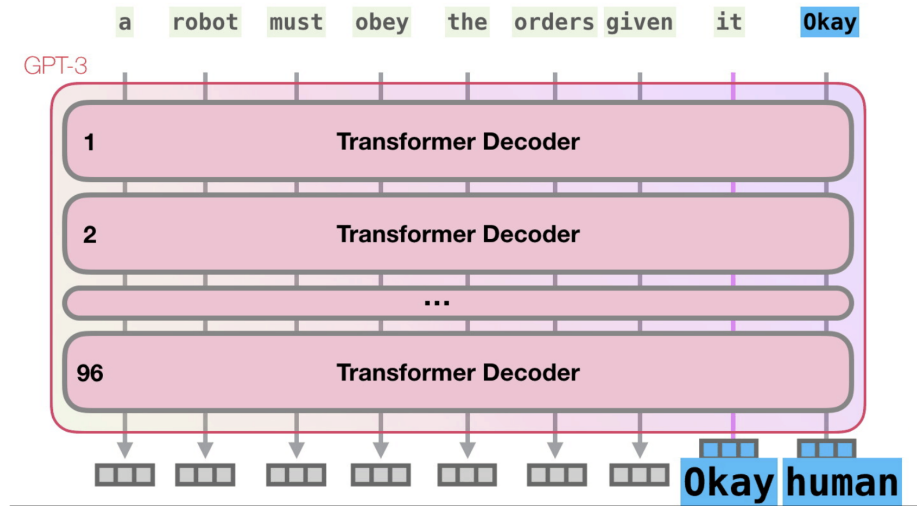 a robot must obey the orders given it Okay
GPT-3
1 Transformer Decoder
2 Transformer Decoder
...
96 Transformer Decoder
Okay human